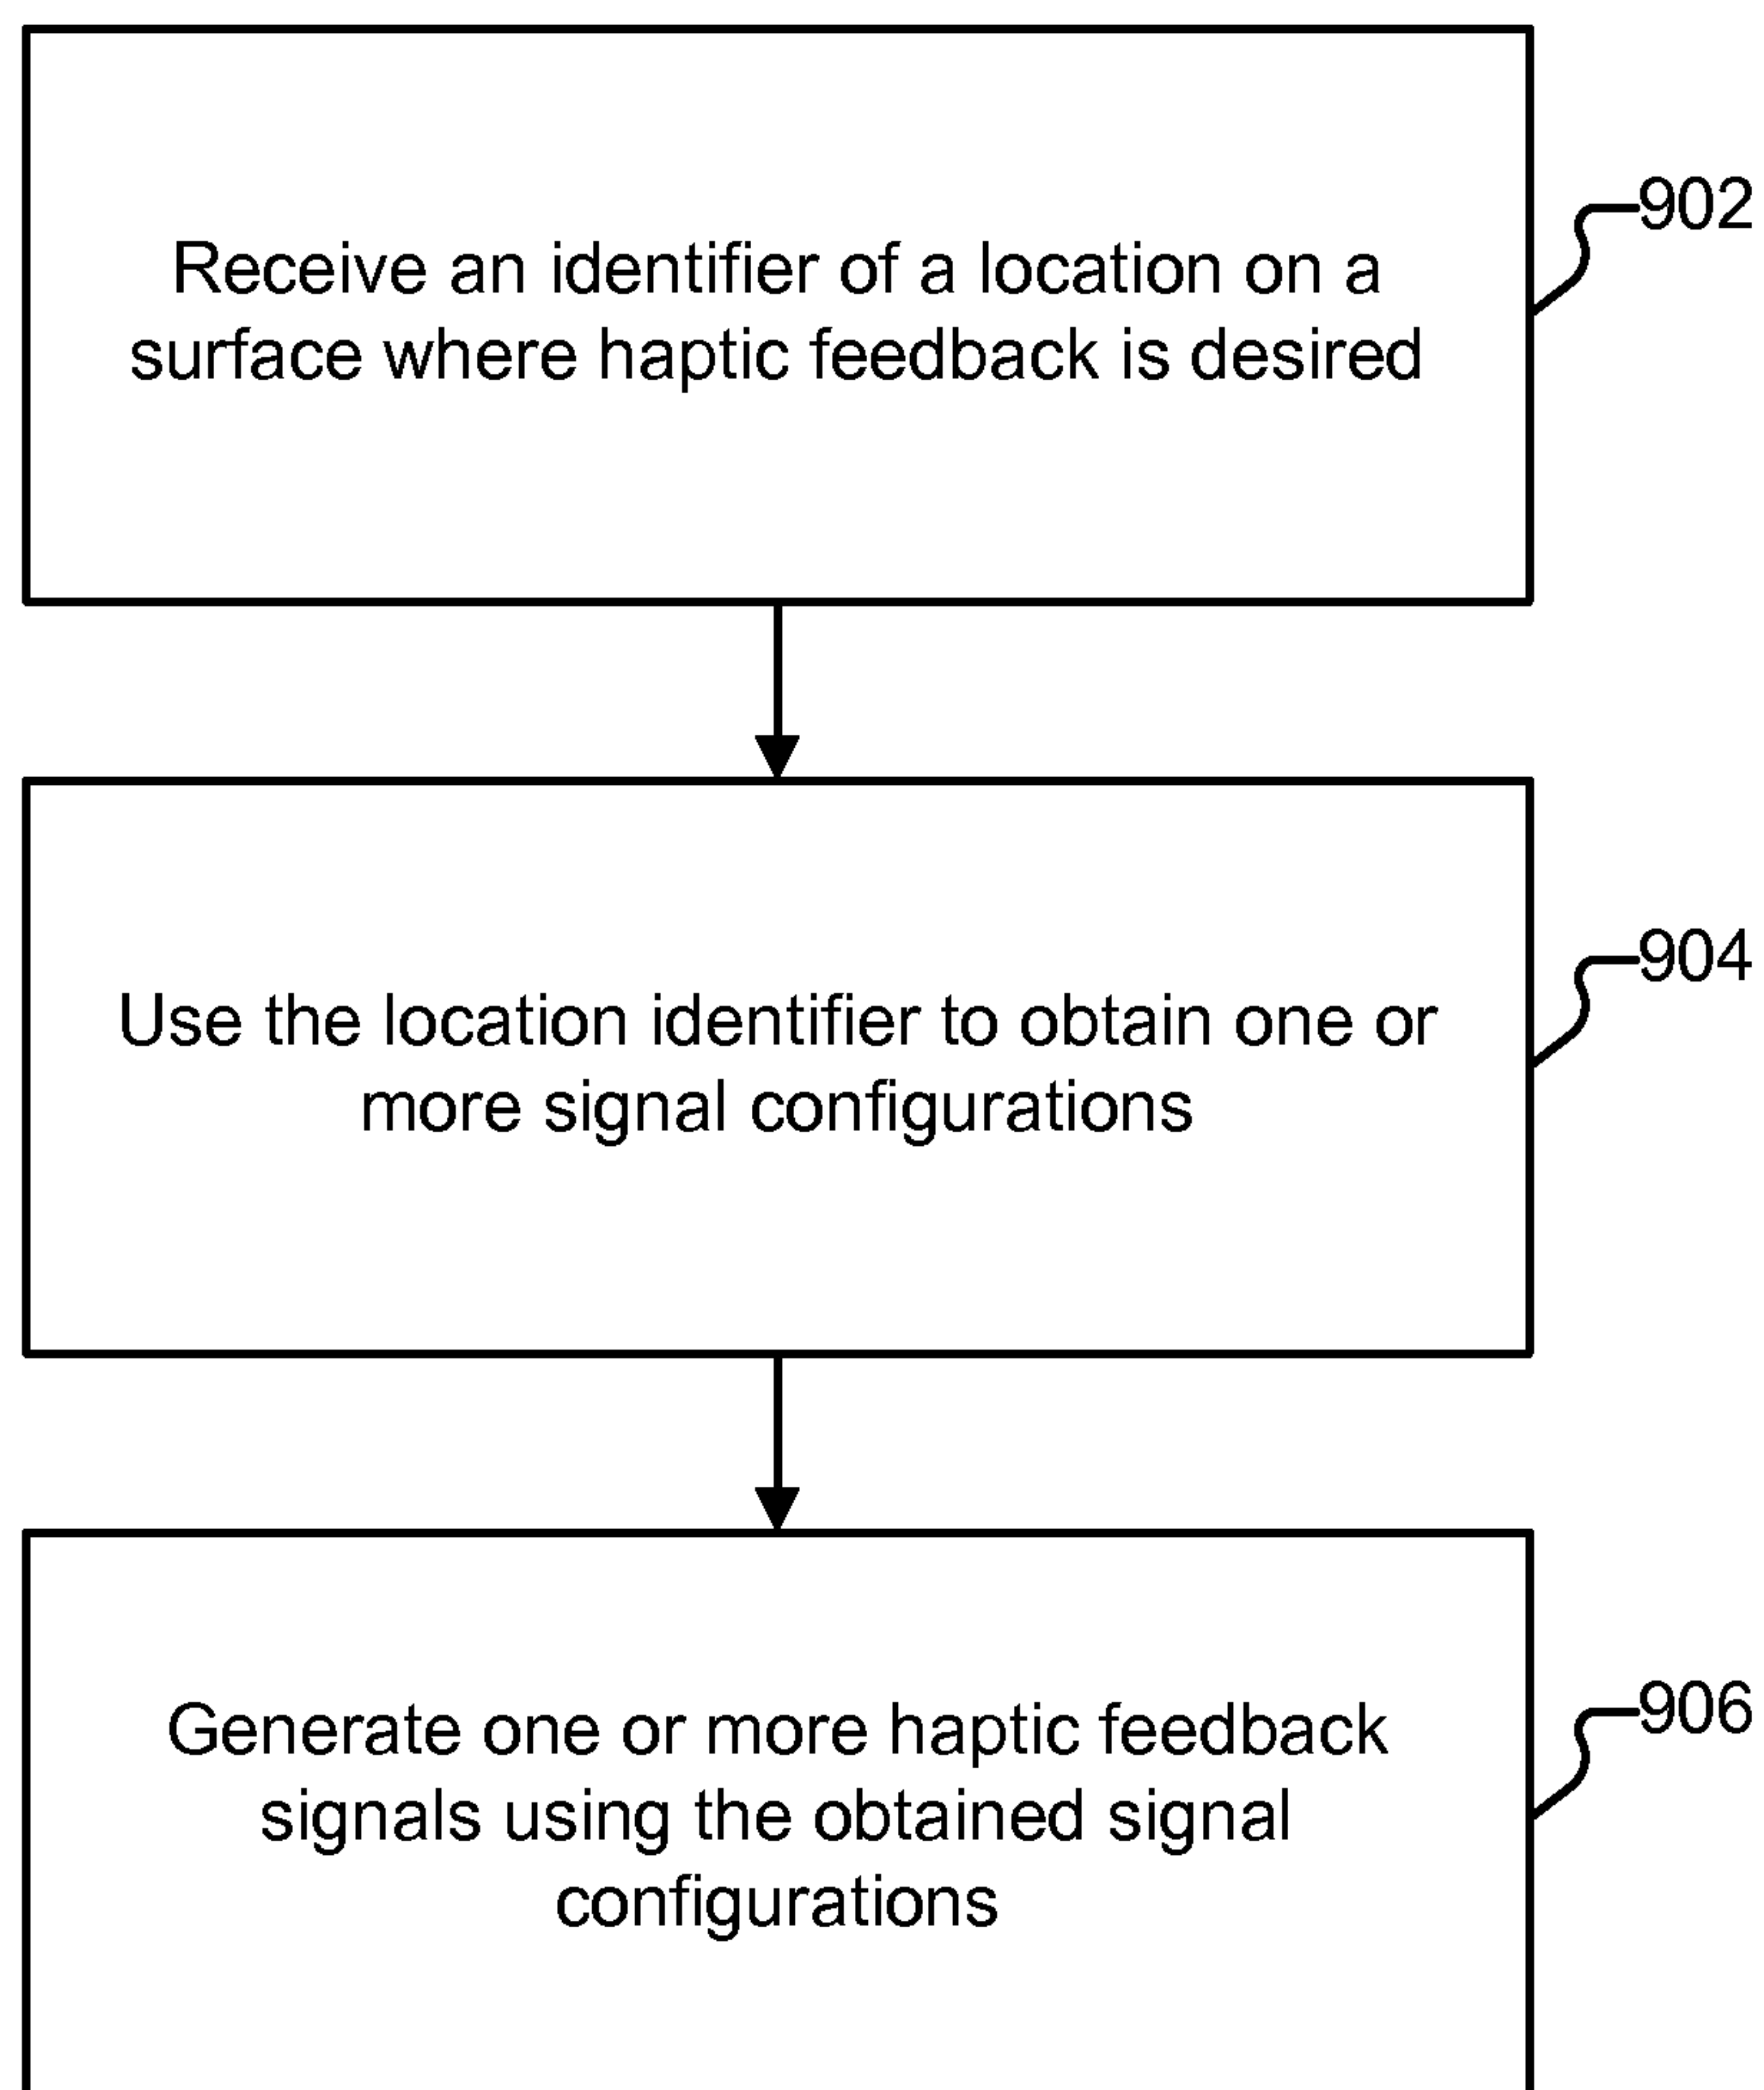 Receive an identifier of a location on a
surface where haptic feedback is desired
902
Use the location identifier to obtain one or
more signal configurations
904
Generate one or more haptic feedback
signals using the obtained signal
configurations
906